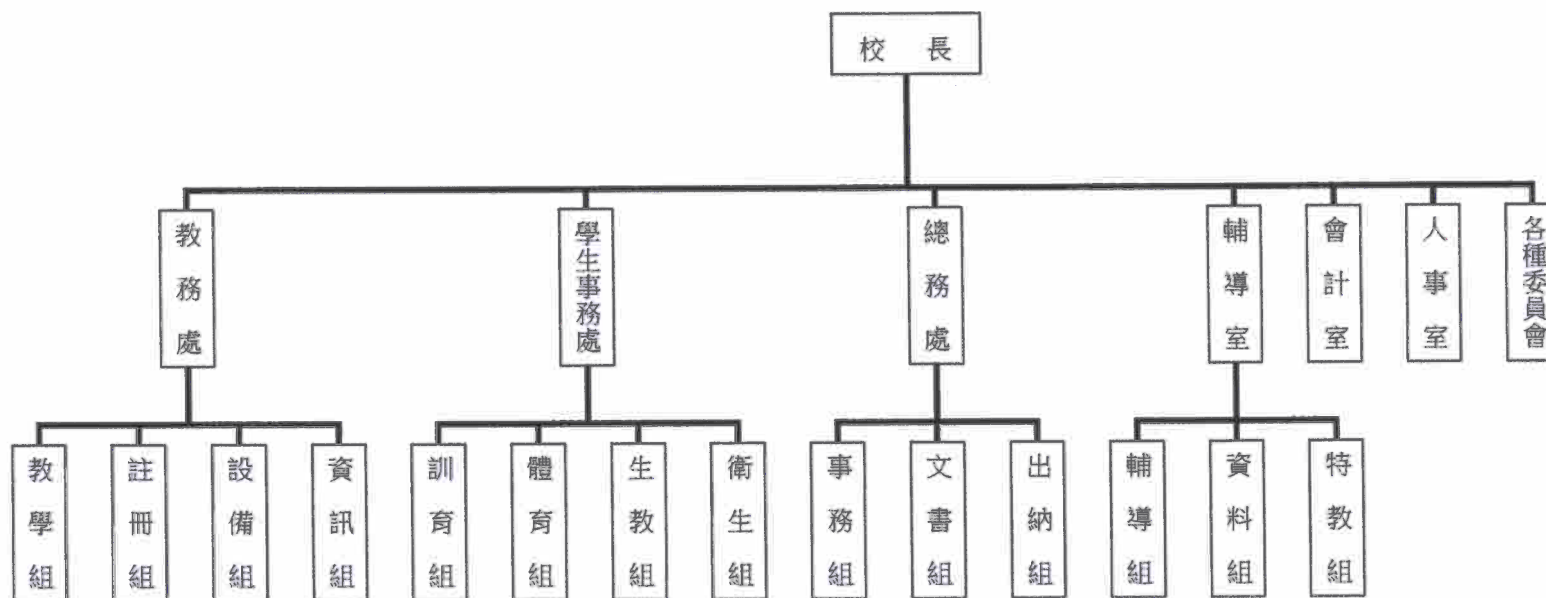 校長
教務處
學生事務處
總務處
輔導室
會計室
人事室
各種委員會
教學組
註冊組
設備組
資訊組
訓育組
體育組
生教組
衛生組
事務組
文書組
出納組
輔導組
資料組
特教組